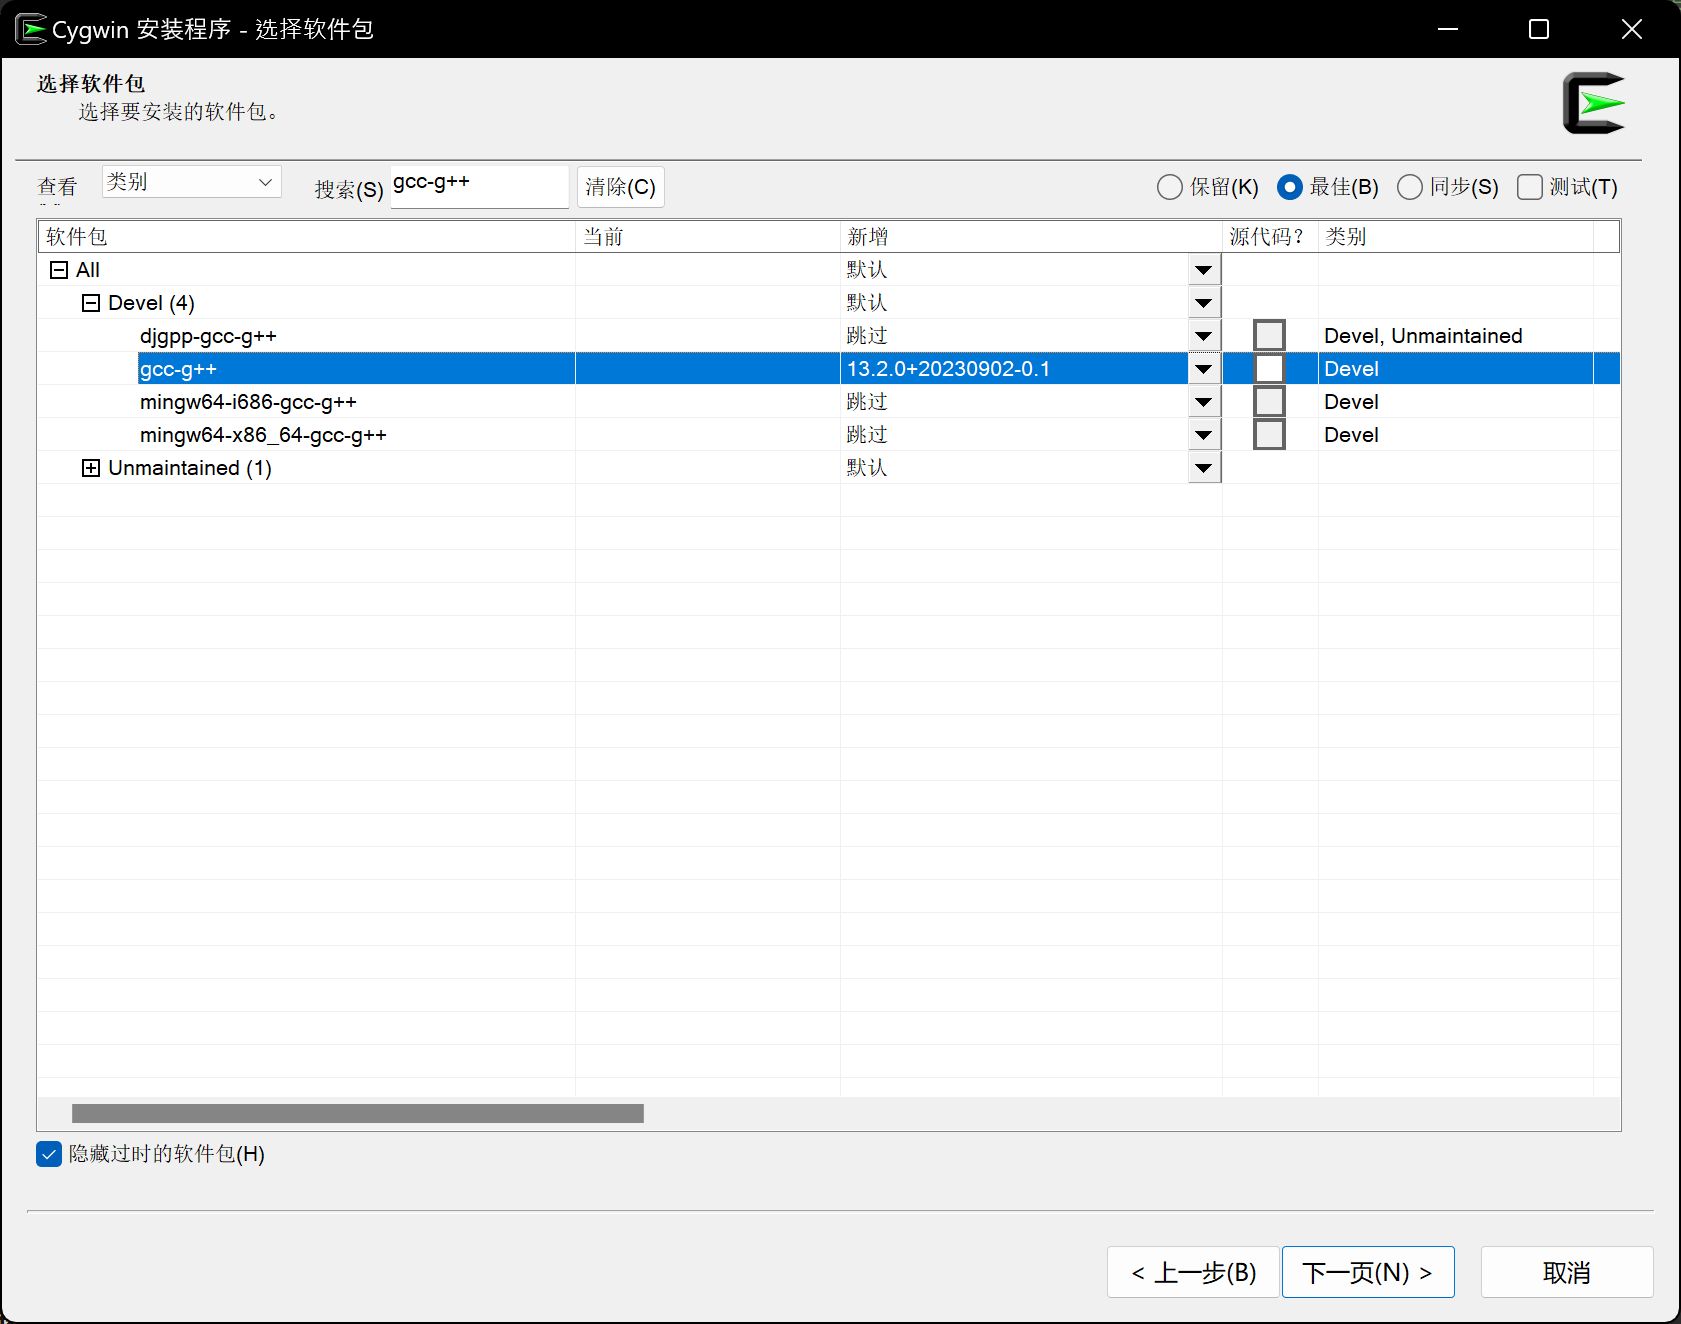 Cygwin 安装程序 - 选择软件包
选择软件包
选择要安装的软件包。
查看 类别 搜索(S) gcc-g++ 清除(C) 保留(K) 最佳(B) 同步(S) 测试(T)
软件包 当前 新增 源代码? 类别
All 默认
Devel (4) 默认
djgpp-gcc-g++ 跳过 Devel, Unmaintained
gcc-g++ 13.2.0+20230902-0.1 Devel
mingw64-i686-gcc-g++ 跳过 Devel
mingw64-x86_64-gcc-g++ 跳过 Devel
Unmaintained (1) 默认
隐藏过时的软件包(H)
< 上一步(B) 下一页(N) > 取消